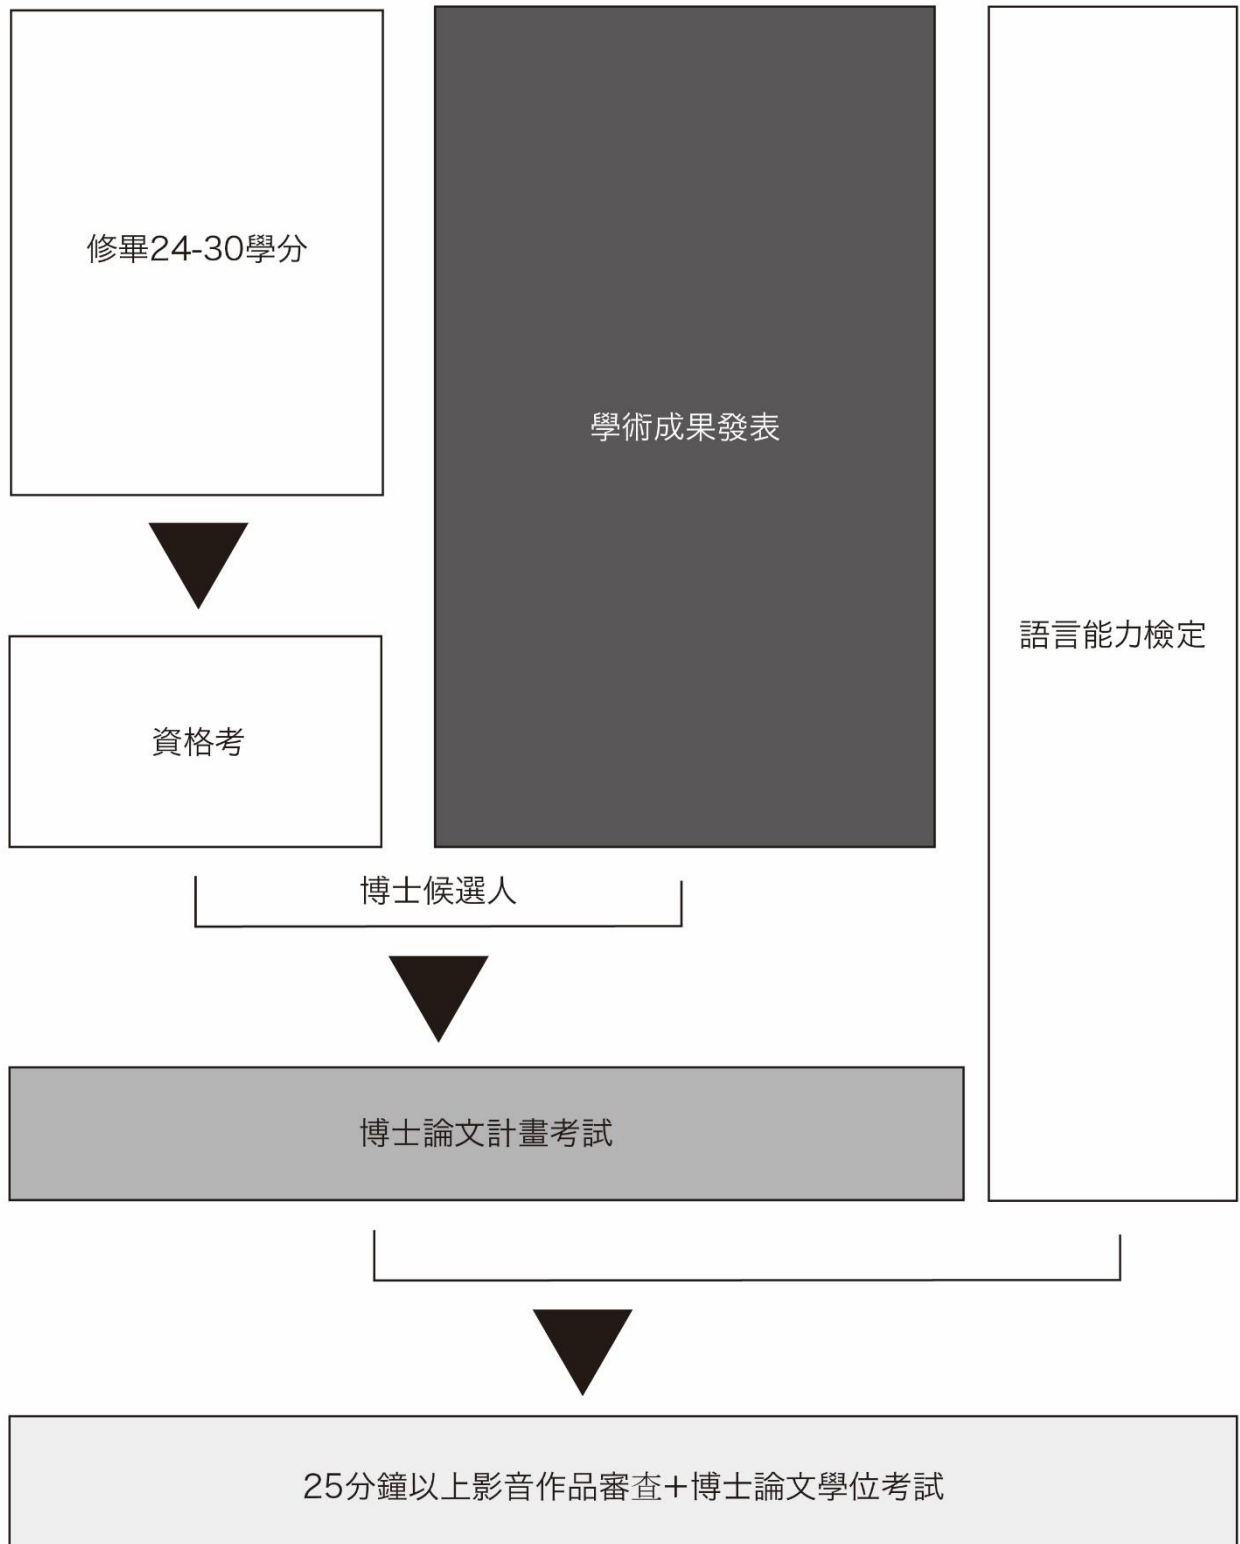 修畢24-30學分
學術成果發表
語言能力檢定
資格考
博士候選人
博士論文計畫考試
25分鐘以上影音作品審查+博士論文學位考試